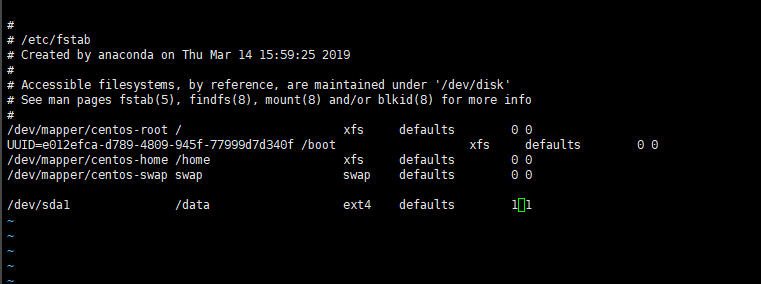 #
# /etc/fstab
# Created by anaconda on Thu Mar 14 15:59:25 2019
#
# Accessible filesystems, by reference, are maintained under '/dev/disk'
# See man pages fstab(5), findfs(8), mount(8) and/or blkid(8) for more info
#
/dev/mapper/centos-root /                       xfs     defaults        0 0
UUID=e012efca-d789-4809-945f-77999d7d340f /boot                   xfs     defaults        0 0
/dev/mapper/centos-home /home                   xfs     defaults        0 0
/dev/mapper/centos-swap swap                    swap    defaults        0 0
/dev/sda1               /data                   ext4    defaults        1 1
~
~
~
~
~